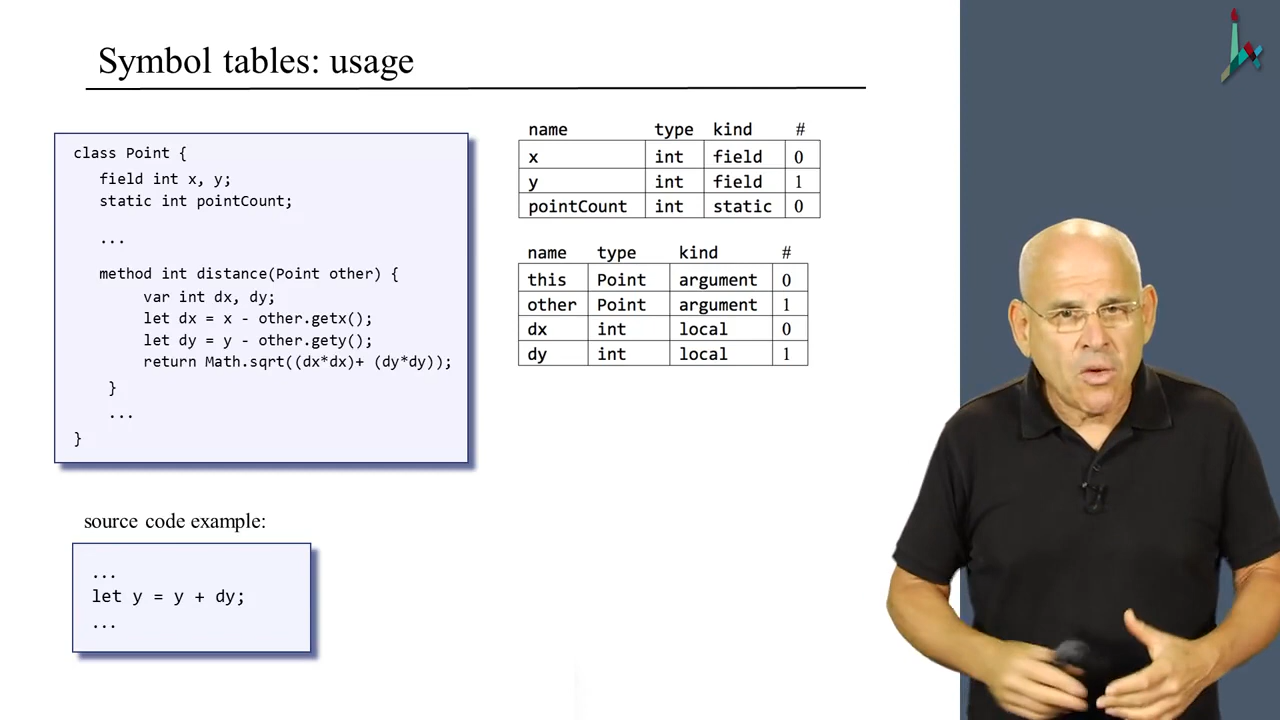 Symbol tables: usage
class Point {
field int x, y;
static int pointCount;
...
method int distance(Point other) {
var int dx, dy;
let dx = x - other.getx();
let dy = y - other.gety();
return Math.sqrt((dx*dx)+ (dy*dy));
}
...
}
name type kind #
x int field 0
y int field 1
pointCount int static 0
name type kind #
this Point argument 0
other Point argument 1
dx int local 0
dy int local 1
source code example:
...
let y = y + dy;
...